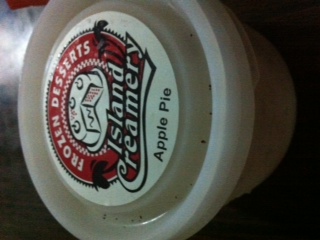 FROZEN DESSERTS
Island
Creamery
Apple Pie